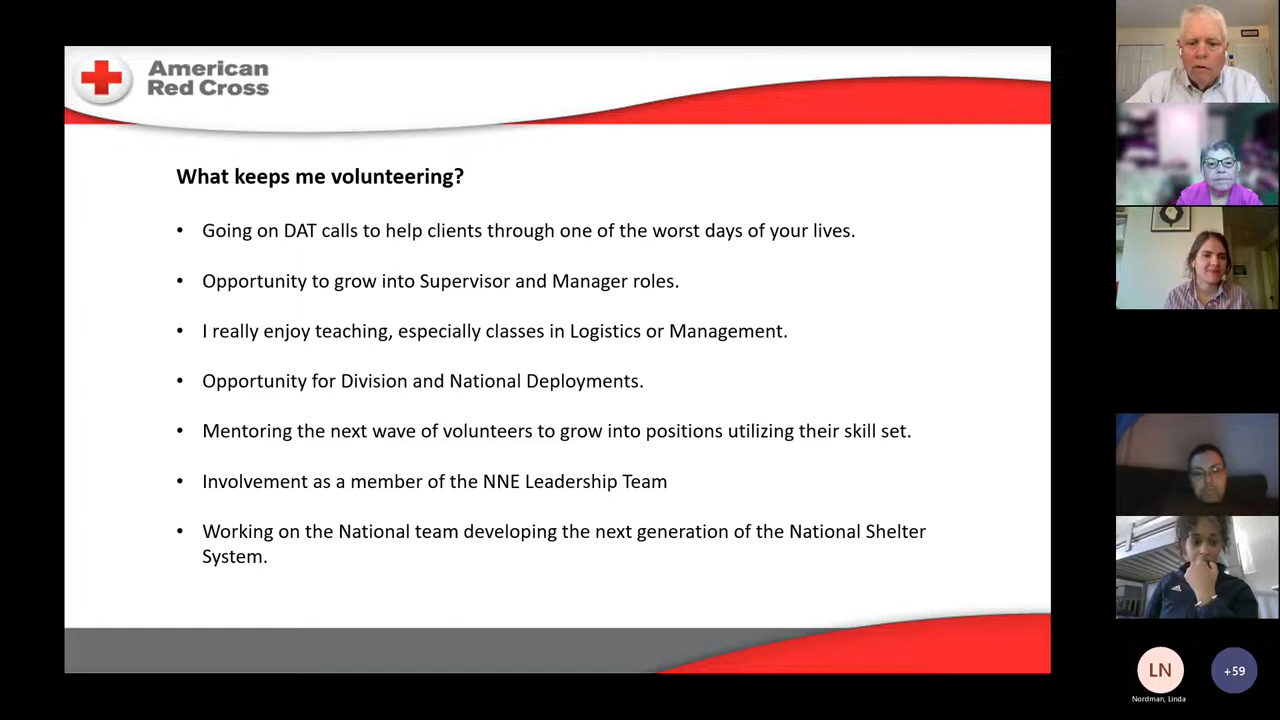 American
Red Cross
What keeps me volunteering?
• Going on DAT calls to help clients through one of the worst days of your lives.
• Opportunity to grow into Supervisor and Manager roles.
• I really enjoy teaching, especially classes in Logistics or Management.
• Opportunity for Division and National Deployments.
• Mentoring the next wave of volunteers to grow into positions utilizing their skill set.
• Involvement as a member of the NNE Leadership Team
• Working on the National team developing the next generation of the National Shelter
System.
LN
+59
Nordman, Linda